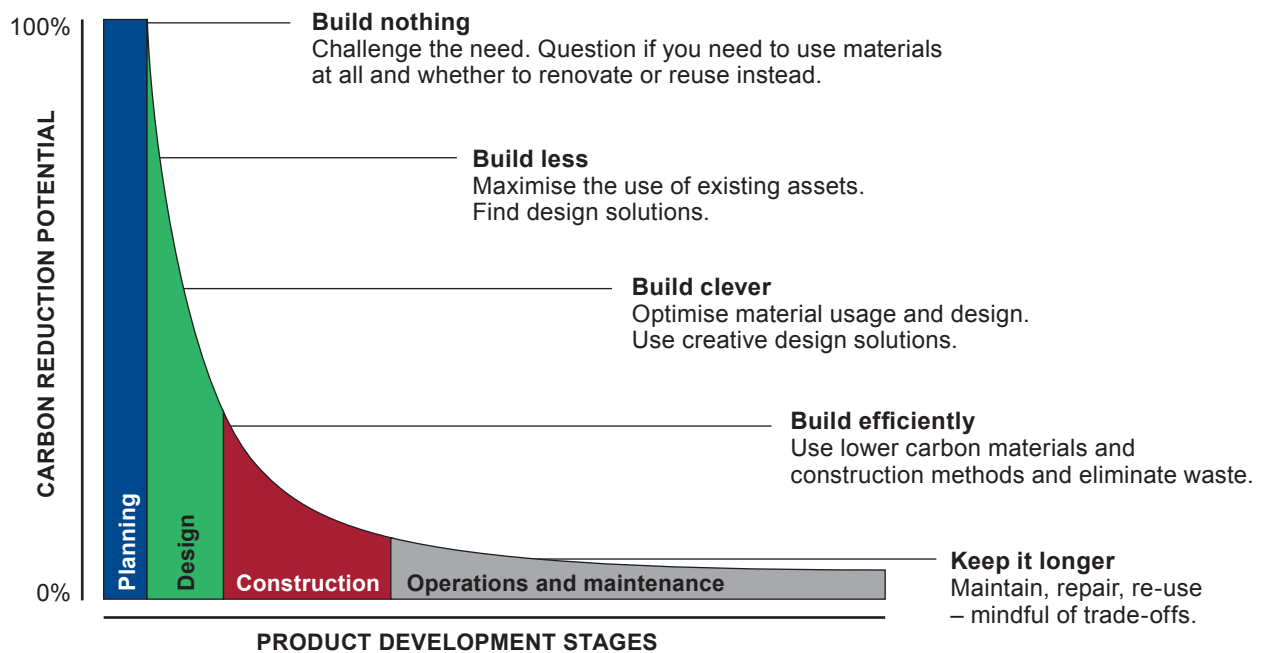 100%
Build nothing
Challenge the need. Question if you need to use materials
at all and whether to renovate or reuse instead.
Build less
Maximise the use of existing assets.
Find design solutions.
Build clever
Optimise material usage and design.
Use creative design solutions.
Build efficiently
Use lower carbon materials and
construction methods and eliminate waste.
Keep it longer
Maintain, repair, re-use
– mindful of trade-offs.
CARBON REDUCTION POTENTIAL
Planning
Design
Construction
Operations and maintenance
0%
PRODUCT DEVELOPMENT STAGES